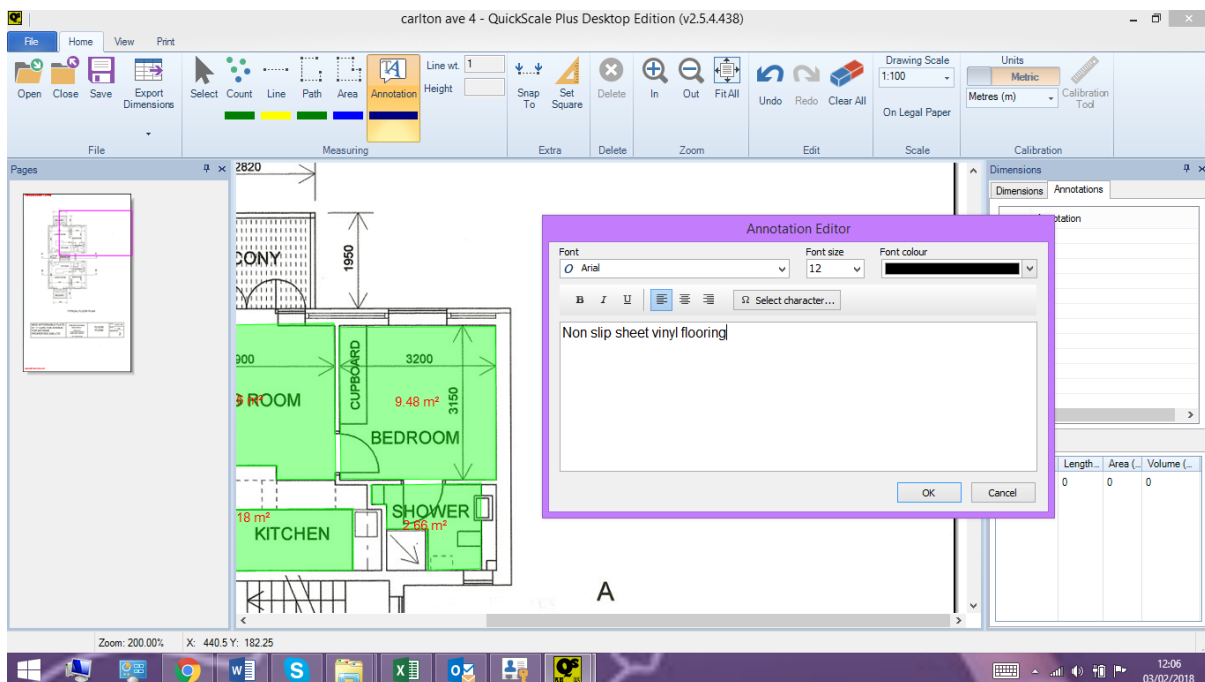 carlton ave 4 - QuickScale Plus Desktop Edition (v2.5.4.438)
File Home View Print
Open Close Save Export Dimensions
Select Count Line Path Area Annotation
Line wt. 1
Height
Snap To Set Square
Delete
In Out Fit All
Undo Redo Clear All
Drawing Scale
1:100
On Legal Paper
Units
Metric
Metres (m)
Calibration Tool
File Measuring Extra Delete Zoom Edit Scale Calibration
Pages
2820
CONY
1950
900
ROOM
CUPBOARD
3200
9.48 m²
3150
BEDROOM
18 m²
KITCHEN
SHOWER
2.66 m²
A
Annotation Editor
Font Font size Font colour
O Arial 12
B I U Ω Select character...
Non slip sheet vinyl flooring
OK Cancel
Dimensions
Dimensions Annotations
otation
Length... Area (... Volume (...
0 0 0
Zoom: 200.00% X: 440.5 Y: 182.25
12:06
03/02/2018